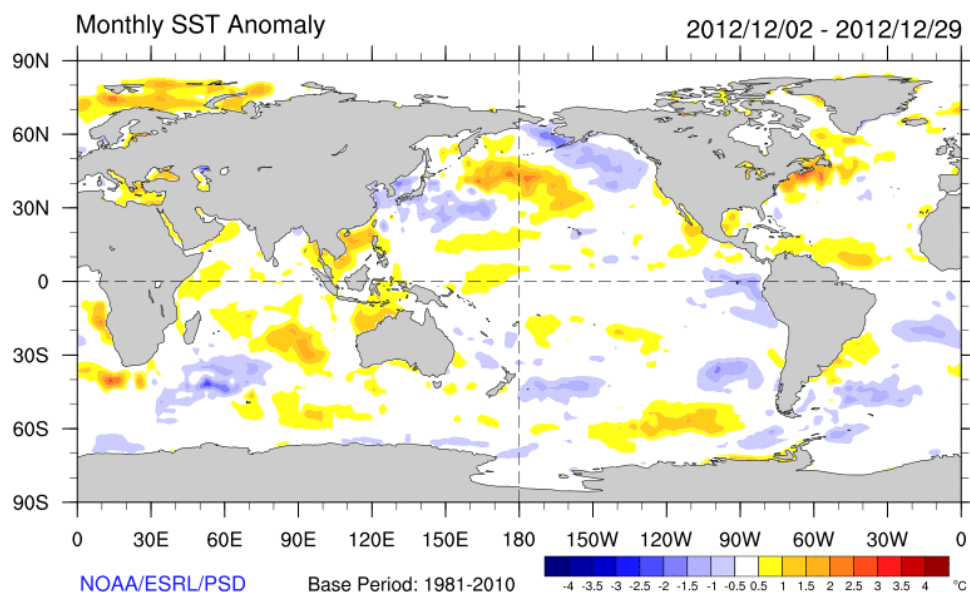 Monthly SST Anomaly 2012/12/02 - 2012/12/29
90N
60N
30N
0
30S
60S
90S
0 30E 60E 90E 120E 150E 180 150W 120W 90W 60W 30W 0
NOAA/ESRL/PSD Base Period: 1981-2010
-4 -3.5 -3 -2.5 -2 -1.5 -1 -0.5 0.5 1 1.5 2 2.5 3 3.5 4 °C